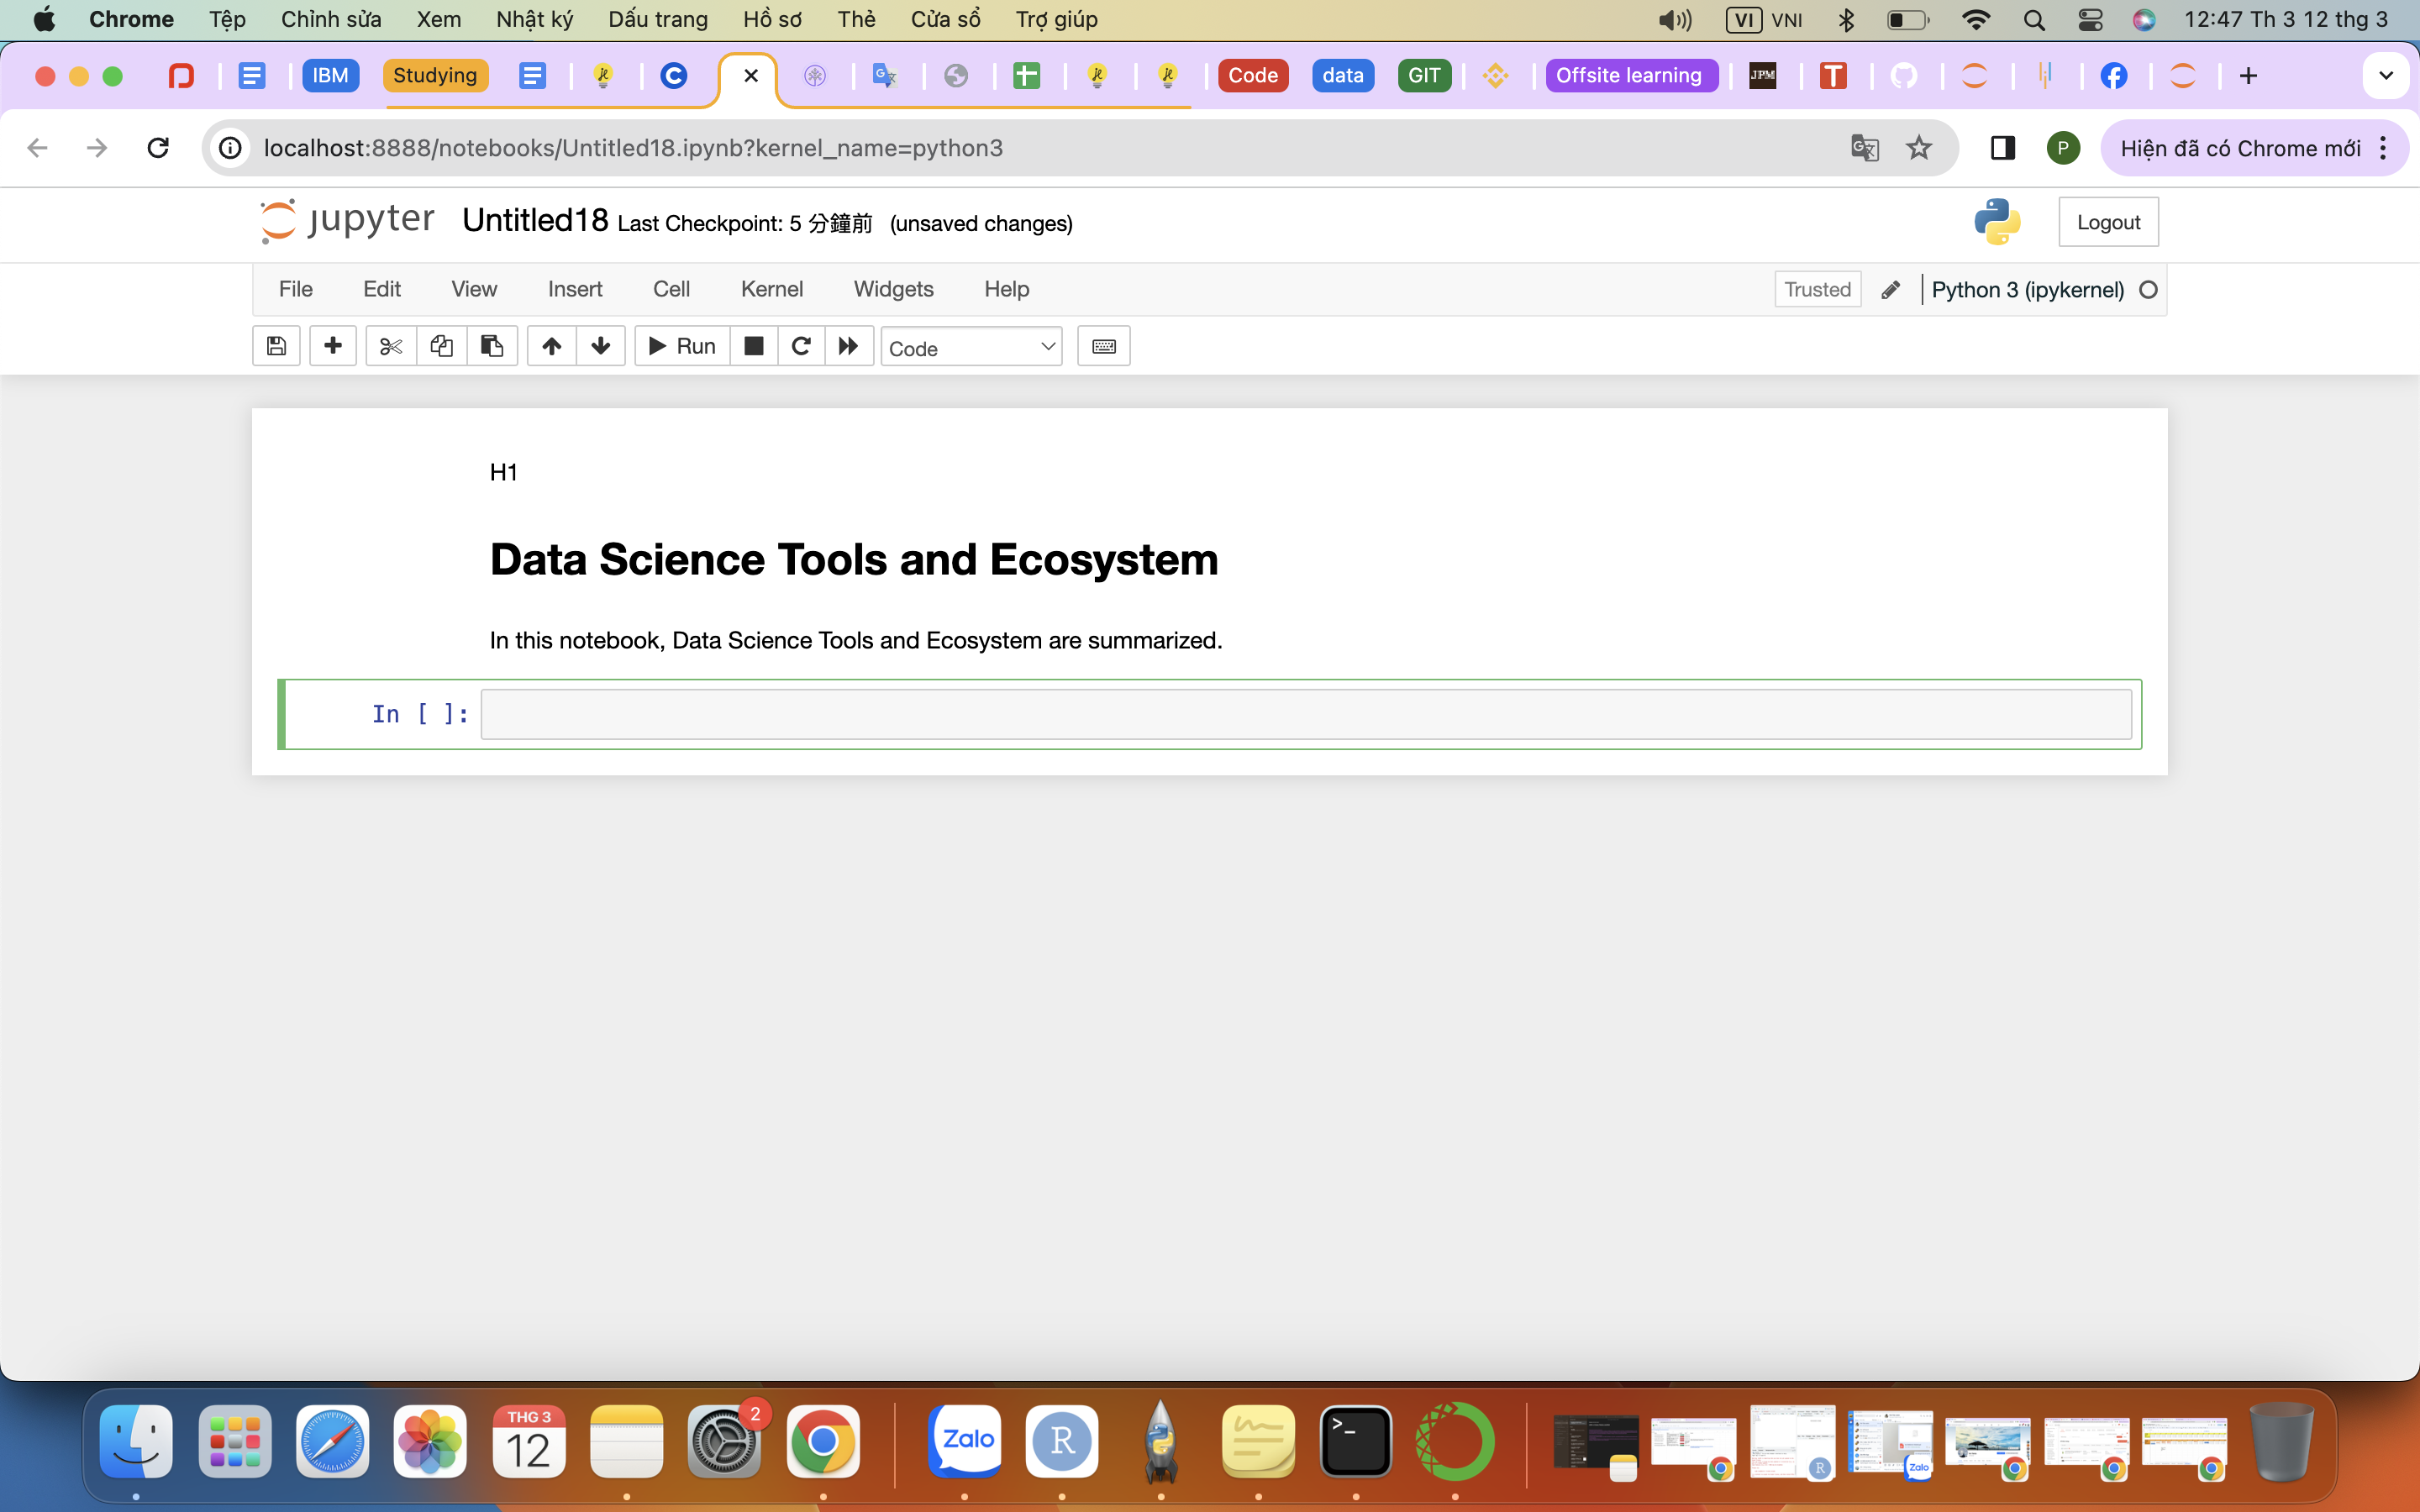 Chrome Tệp Chỉnh sửa Xem Nhật ký Dấu trang Hồ sơ Thẻ Cửa sổ Trợ giúp VI VNI 12:47 Th 3 12 thg 3
IBM Studying Code data GIT Offsite learning JPM
localhost:8888/notebooks/Untitled18.ipynb?kernel_name=python3 P Hiện đã có Chrome mới
jupyter Untitled18 Last Checkpoint: 5 分鐘前 (unsaved changes) Logout
File Edit View Insert Cell Kernel Widgets Help Trusted Python 3 (ipykernel)
Run Code
H1
Data Science Tools and Ecosystem
In this notebook, Data Science Tools and Ecosystem are summarized.
In [ ]:
THG 3
12
2
Zalo
R
>_
R
Zalo